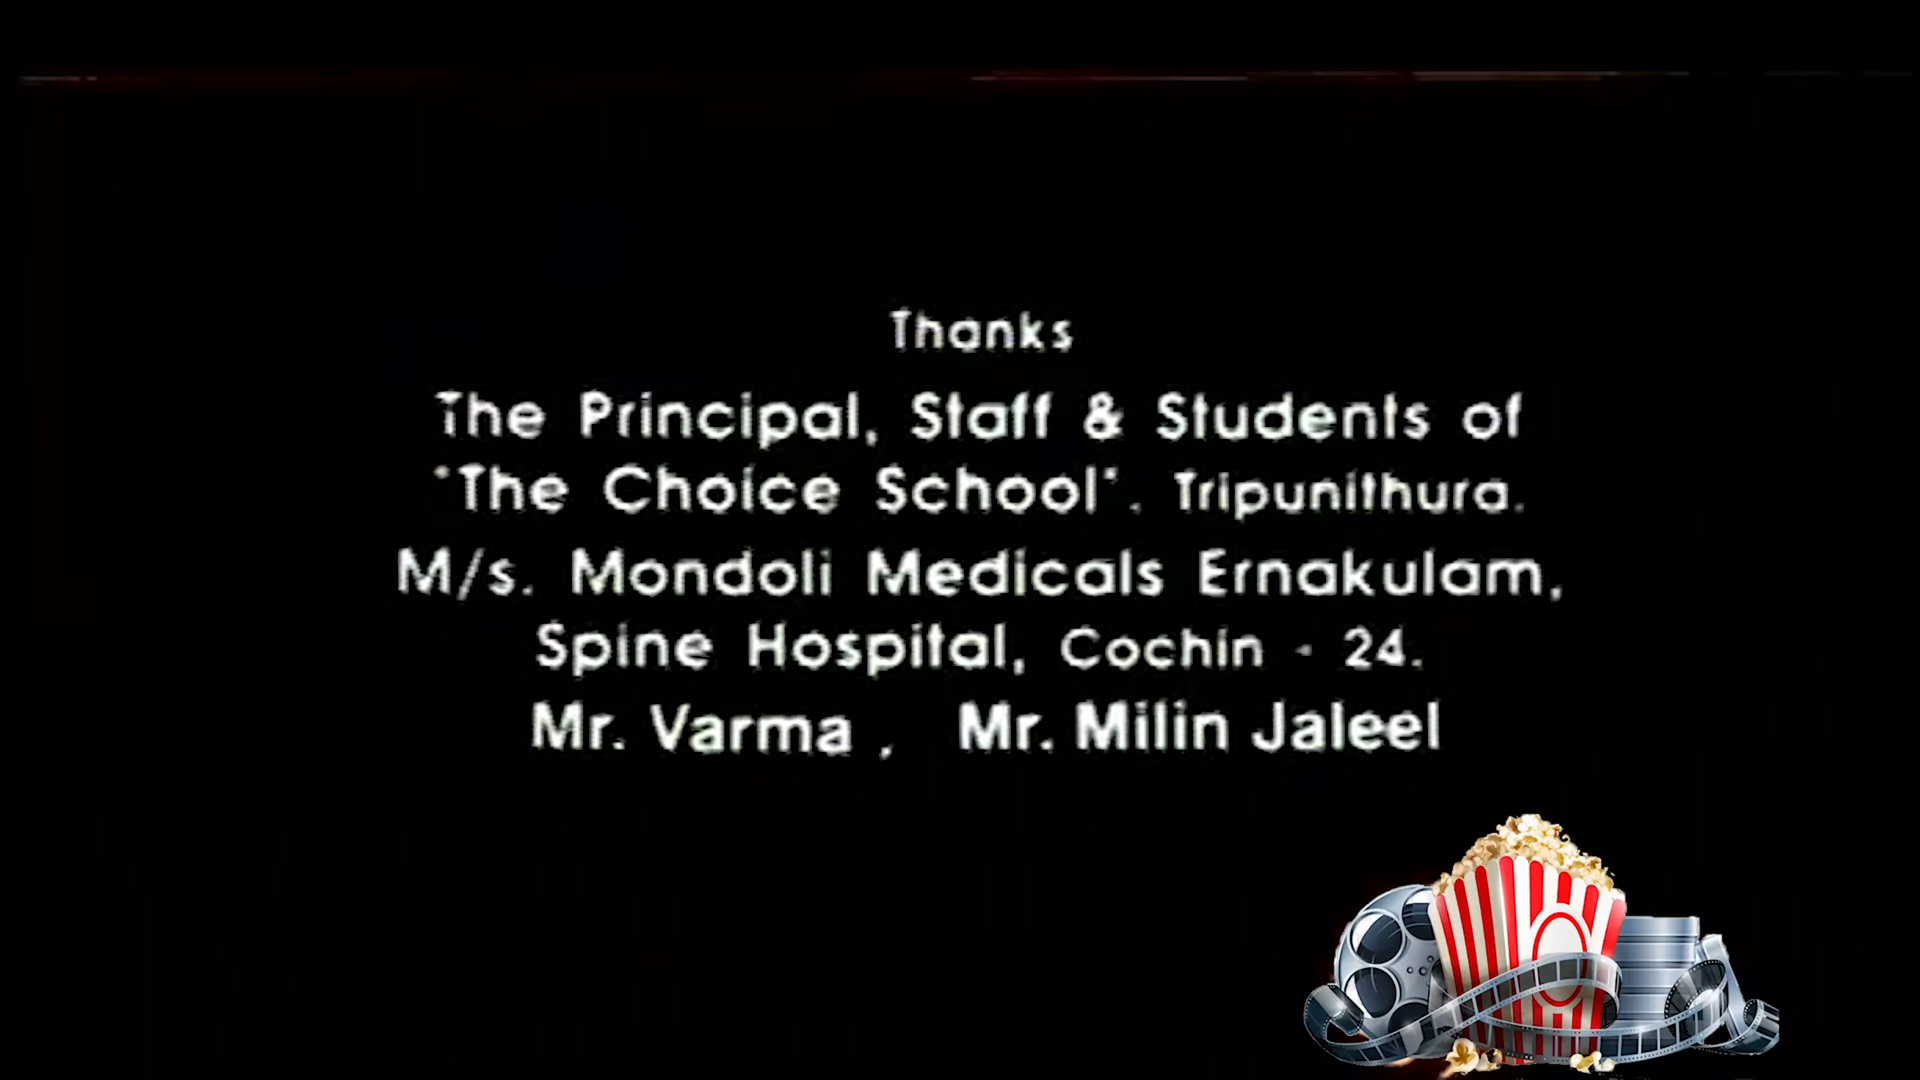 Thanks
The Principal, Staff & Students of
"The Choice School". Tripunithura.
M/s. Mondoli Medicals Ernakulam,
Spine Hospital, Cochin - 24.
Mr. Varma , Mr. Milin Jaleel